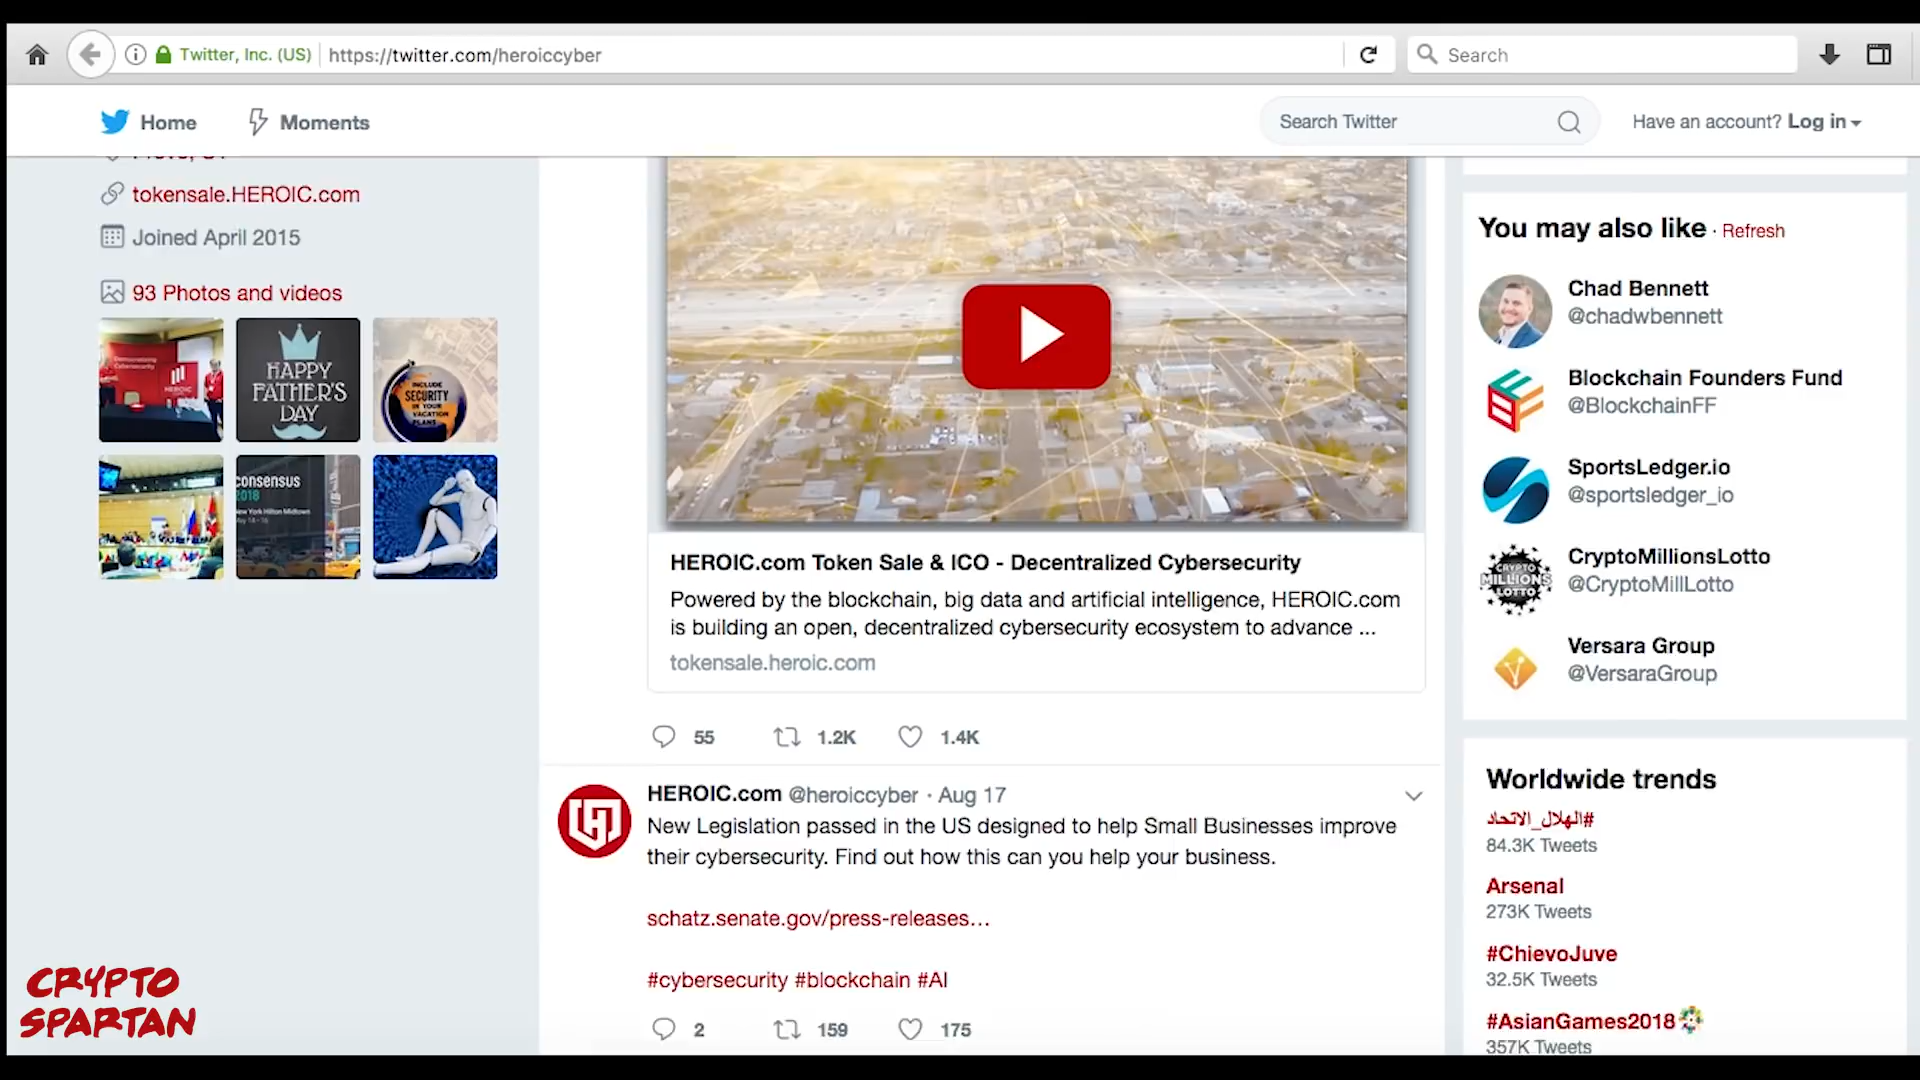 Twitter, Inc. (US)
https://twitter.com/heroiccyber
Search
Home
Moments
Search Twitter
Have an account? Log in
tokensale.HEROIC.com
Joined April 2015
93 Photos and videos
HEROIC
HAPPY
FATHER'S
DAY
INCLUDE
SECURITY
IN YOUR
VACATION
PLANS
consensus
2018
New York Hilton Midtown
May 14-16
HEROIC.com Token Sale & ICO - Decentralized Cybersecurity
Powered by the blockchain, big data and artificial intelligence, HEROIC.com
is building an open, decentralized cybersecurity ecosystem to advance ...
tokensale.heroic.com
55 1.2K 1.4K
HEROIC.com @heroiccyber · Aug 17
New Legislation passed in the US designed to help Small Businesses improve
their cybersecurity. Find out how this can you help your business.
schatz.senate.gov/press-releases...
#cybersecurity #blockchain #AI
2 159 175
You may also like · Refresh
Chad Bennett
@chadwbennett
Blockchain Founders Fund
@BlockchainFF
SportsLedger.io
@sportsledger_io
CRYPTO
MILLIONS
LOTTO
CryptoMillionsLotto
@CryptoMillLotto
Versara Group
@VersaraGroup
Worldwide trends
#الهلال_الاتحاد
84.3K Tweets
Arsenal
273K Tweets
#ChievoJuve
32.5K Tweets
#AsianGames2018
357K Tweets
CRYPTO
SPARTAN